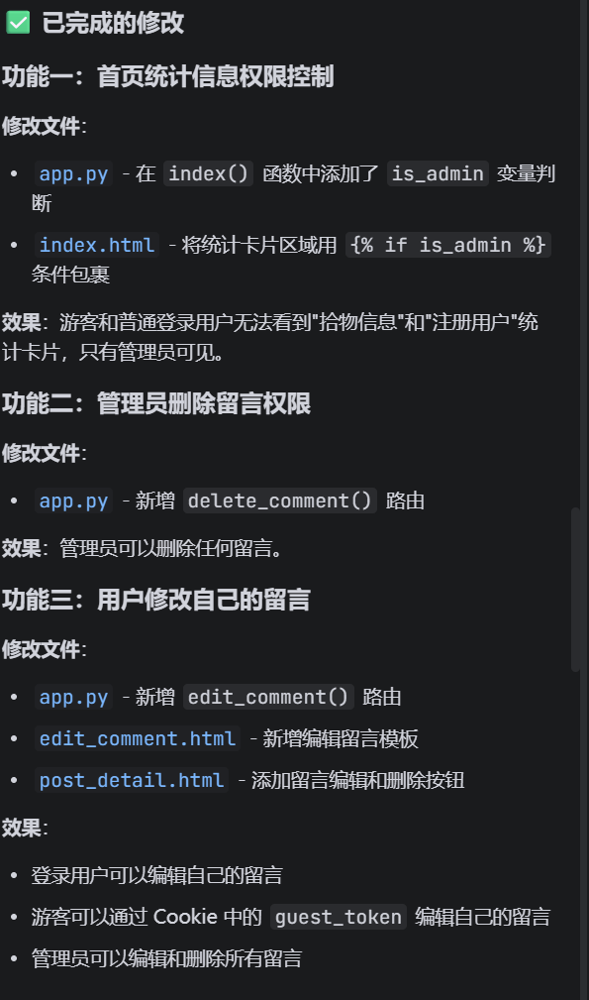 ✅ 已完成的修改
功能一：首页统计信息权限控制
修改文件:
• app.py - 在 index() 函数中添加了 is_admin 变量判
断
• index.html - 将统计卡片区域用 {% if is_admin %}
条件包裹
效果：游客和普通登录用户无法看到"拾物信息"和"注册用户"统
计卡片，只有管理员可见。
功能二：管理员删除留言权限
修改文件:
• app.py - 新增 delete_comment() 路由
效果：管理员可以删除任何留言。
功能三：用户修改自己的留言
修改文件:
• app.py - 新增 edit_comment() 路由
• edit_comment.html - 新增编辑留言模板
• post_detail.html - 添加留言编辑和删除按钮
效果:
• 登录用户可以编辑自己的留言
• 游客可以通过 Cookie 中的 guest_token 编辑自己的留言
• 管理员可以编辑和删除所有留言